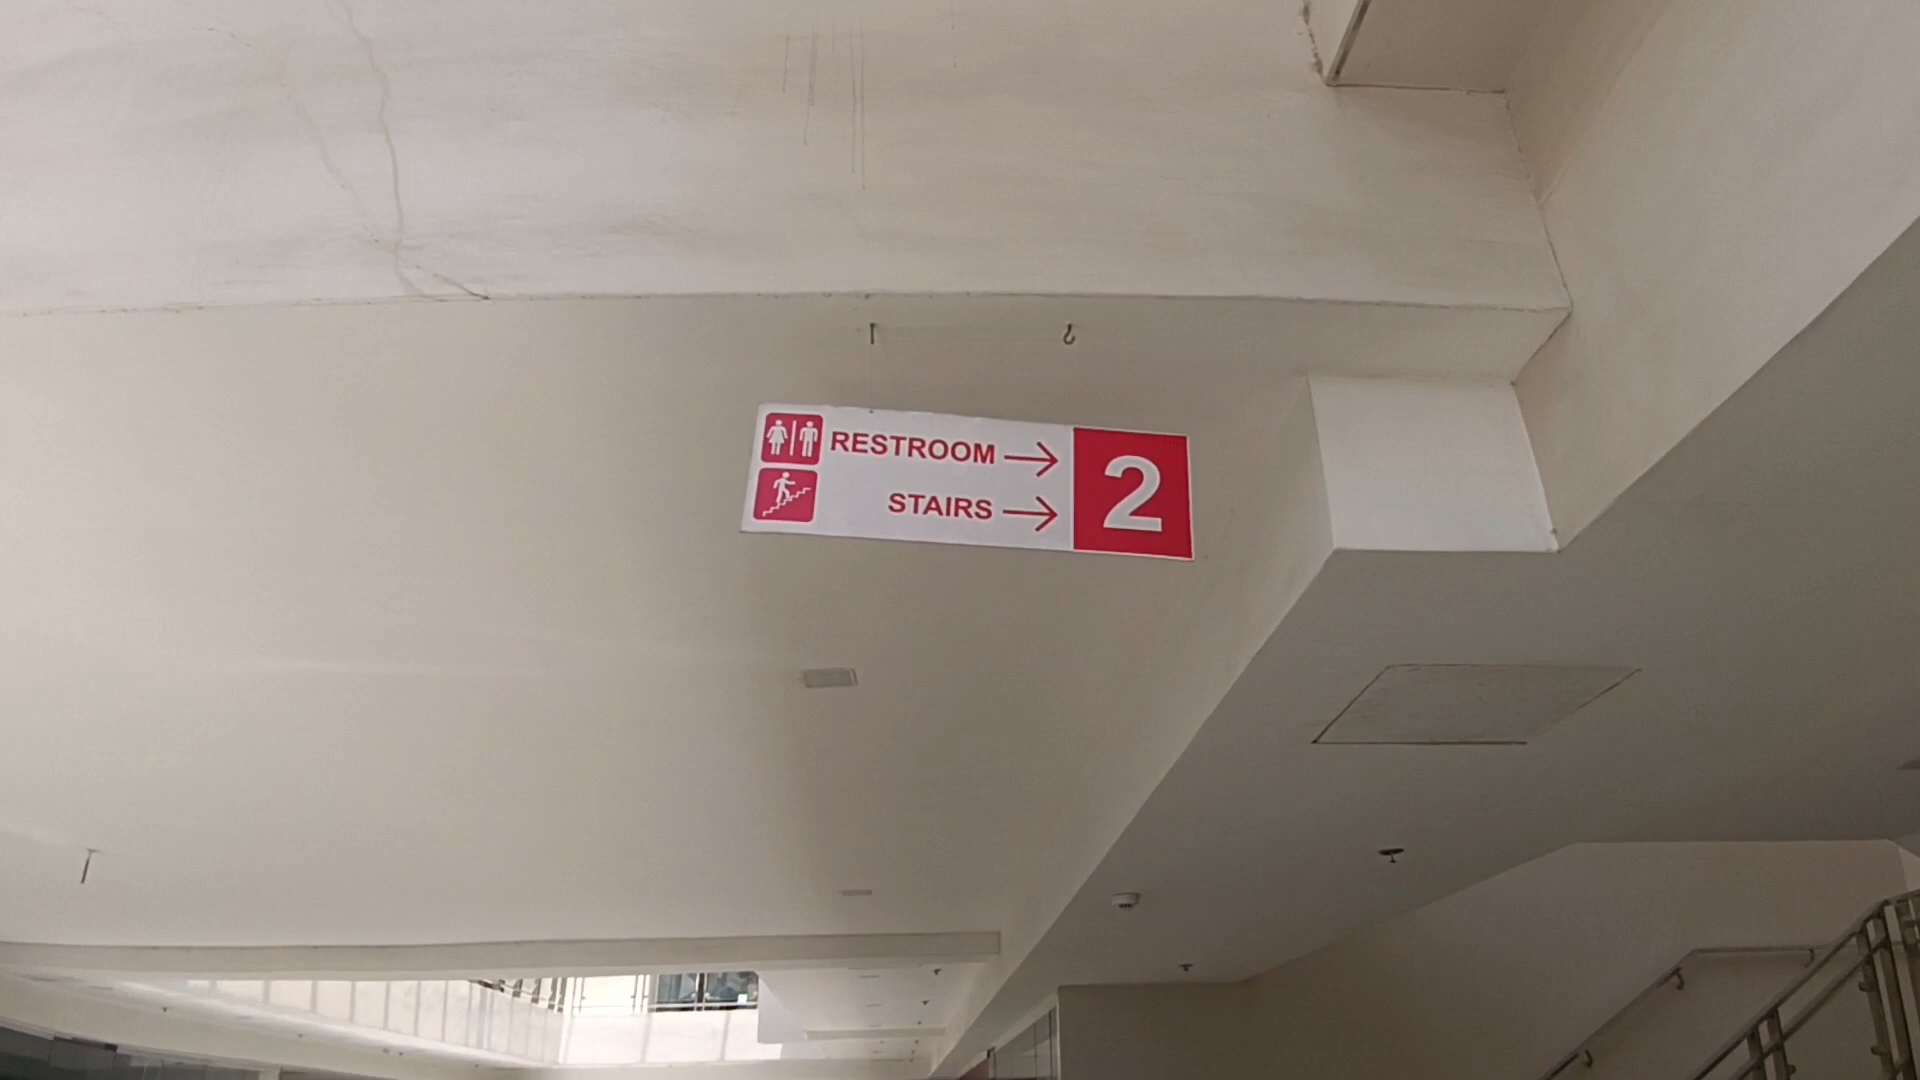 RESTROOM →
STAIRS →
2